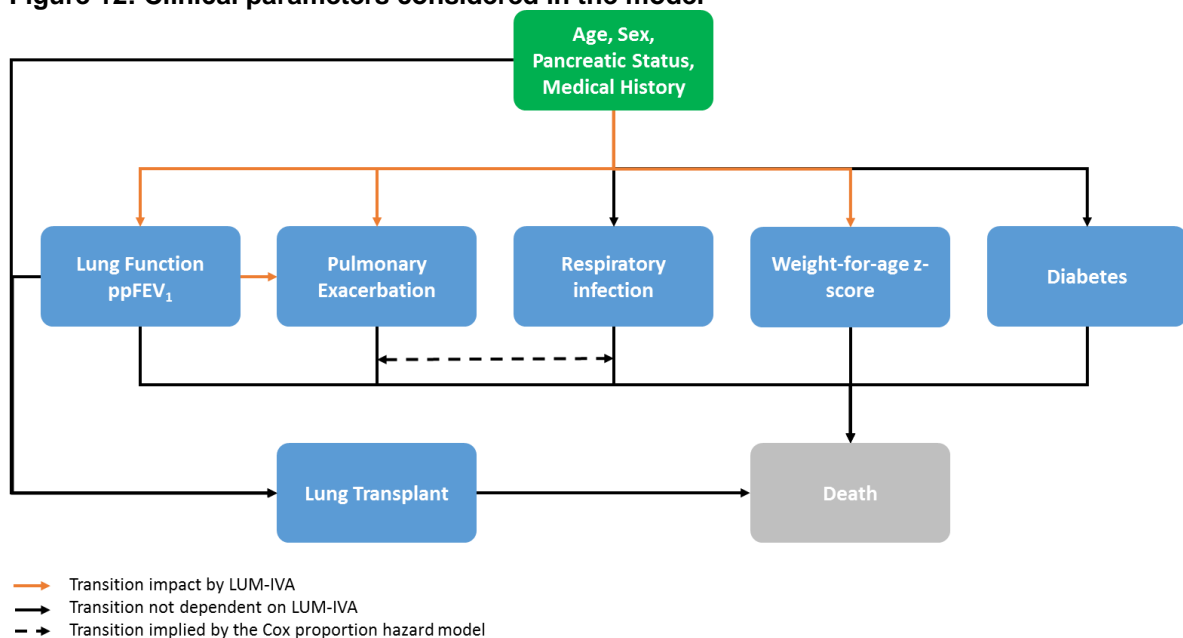 Figure 12: Clinical parameters considered in the model
Age, Sex,
Pancreatic Status,
Medical History
Lung Function
ppFEV₁
Pulmonary
Exacerbation
Respiratory
infection
Weight-for-age z-
score
Diabetes
Lung Transplant
Death
Transition impact by LUM-IVA
Transition not dependent on LUM-IVA
Transition implied by the Cox proportion hazard model